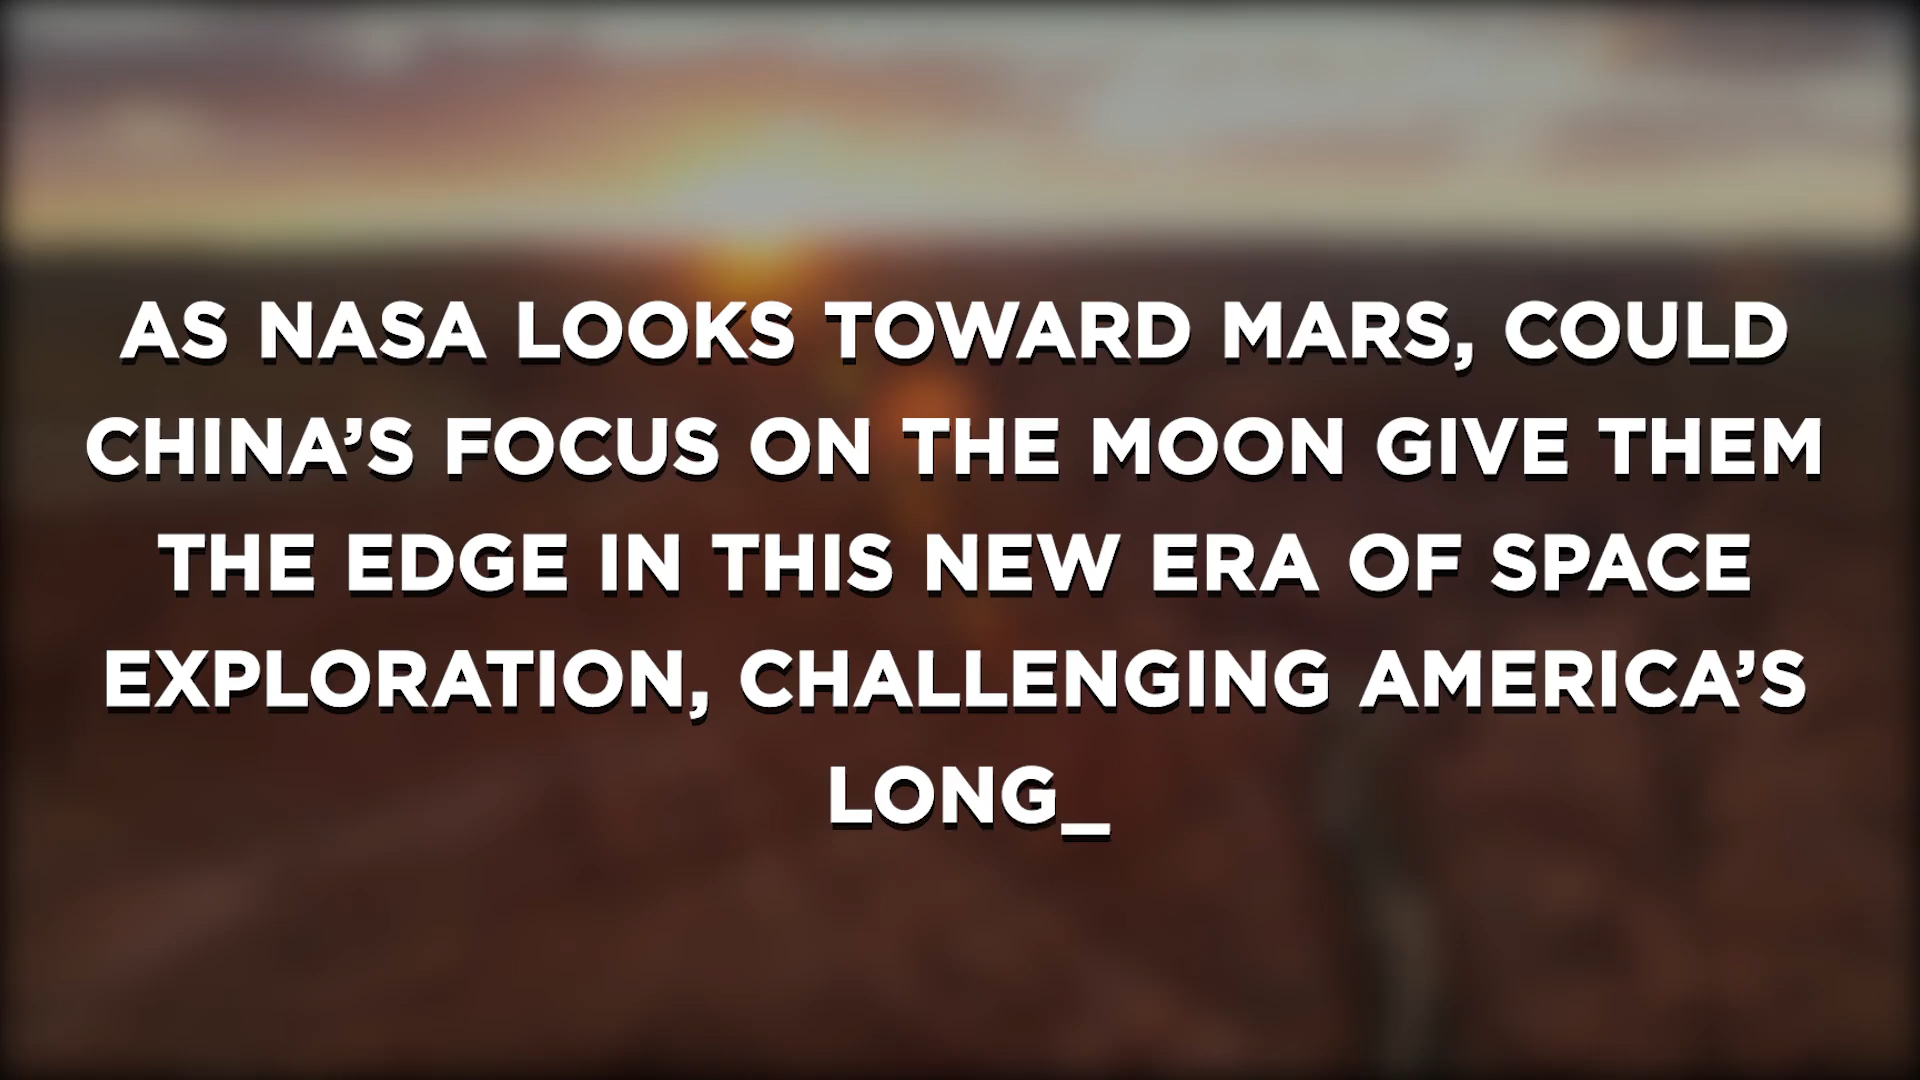 AS NASA LOOKS TOWARD MARS, COULD
CHINA’S FOCUS ON THE MOON GIVE THEM
THE EDGE IN THIS NEW ERA OF SPACE
EXPLORATION, CHALLENGING AMERICA’S
LONG_